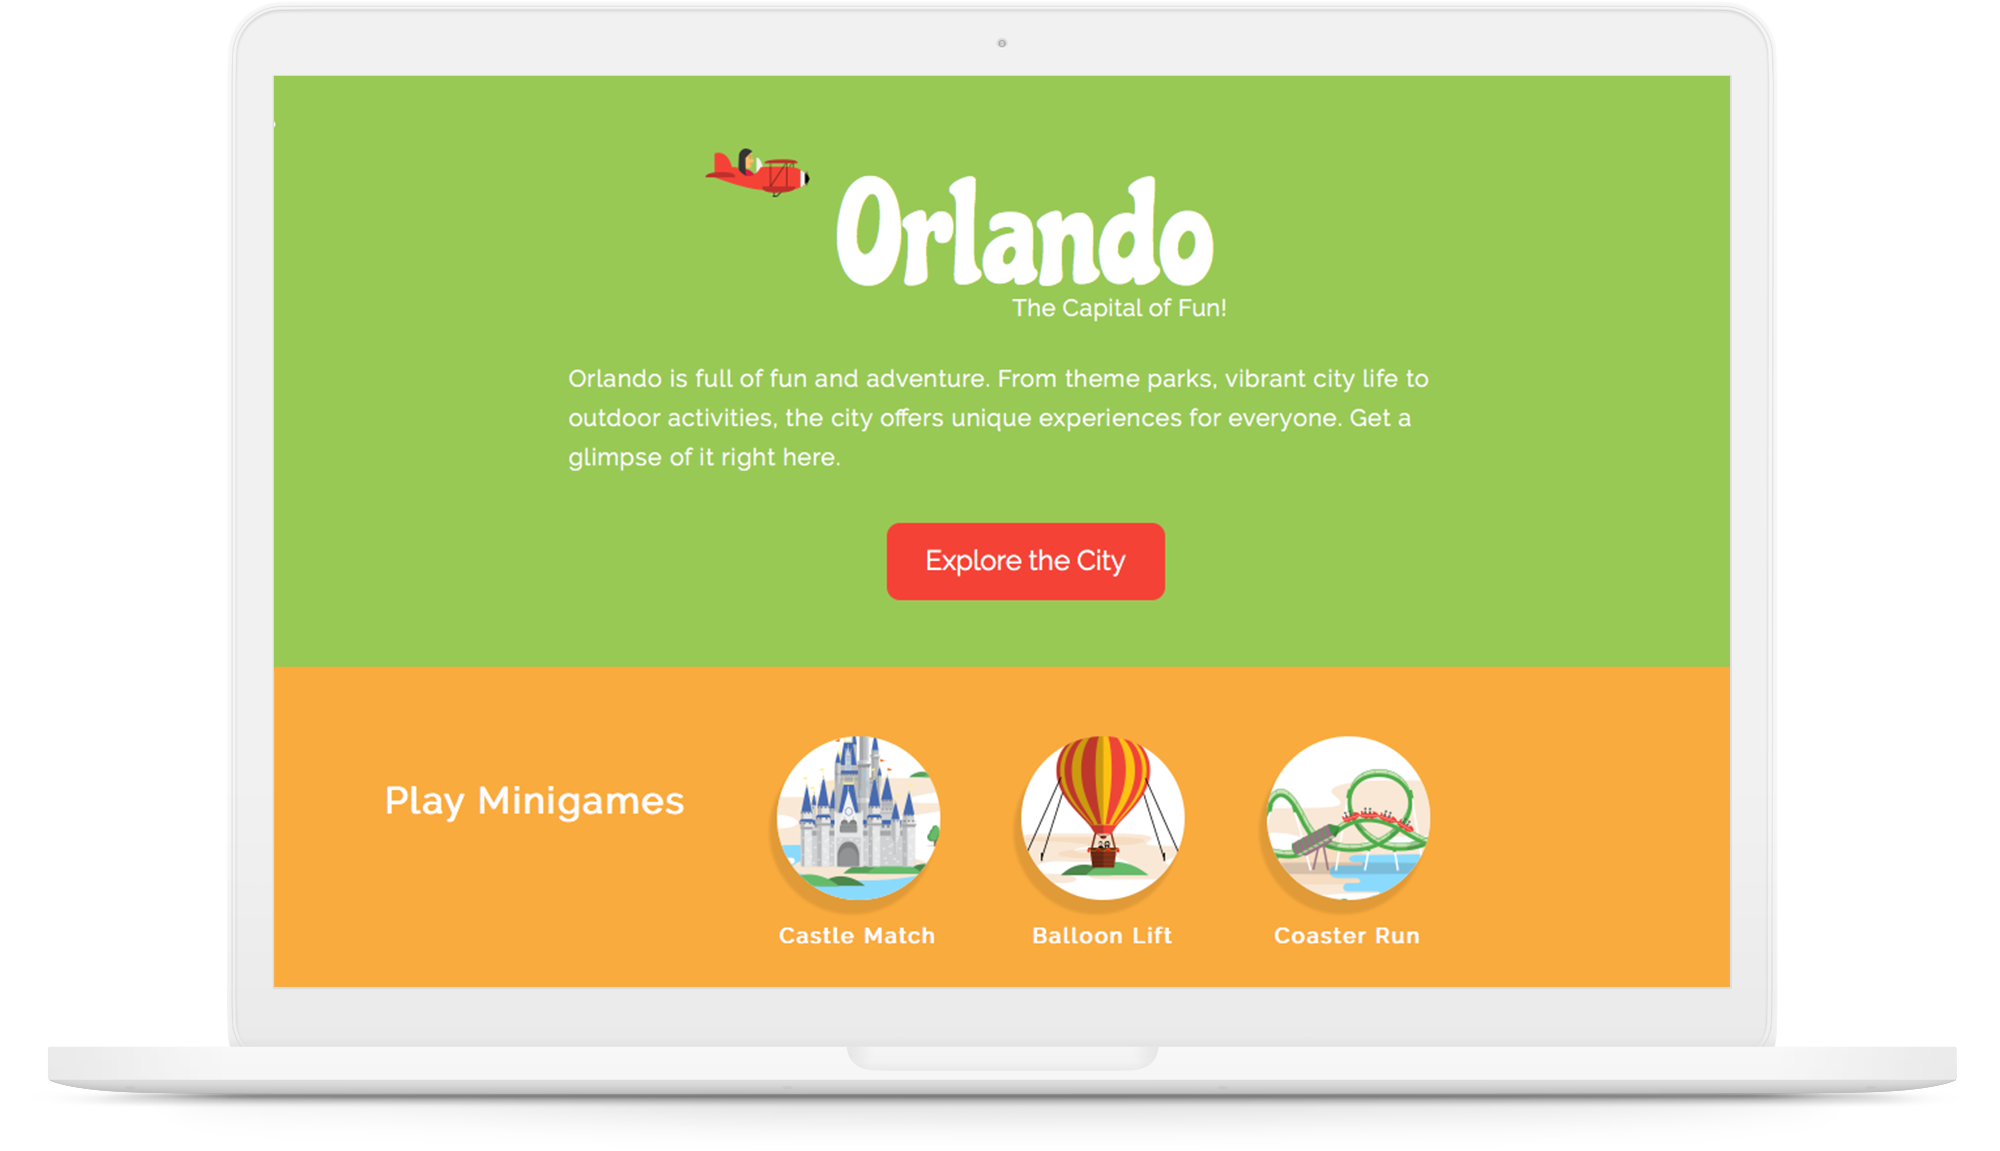 Orlando
The Capital of Fun!
Orlando is full of fun and adventure. From theme parks, vibrant city life to
outdoor activities, the city offers unique experiences for everyone. Get a
glimpse of it right here.
Explore the City
Play Minigames
Castle Match
Balloon Lift
Coaster Run